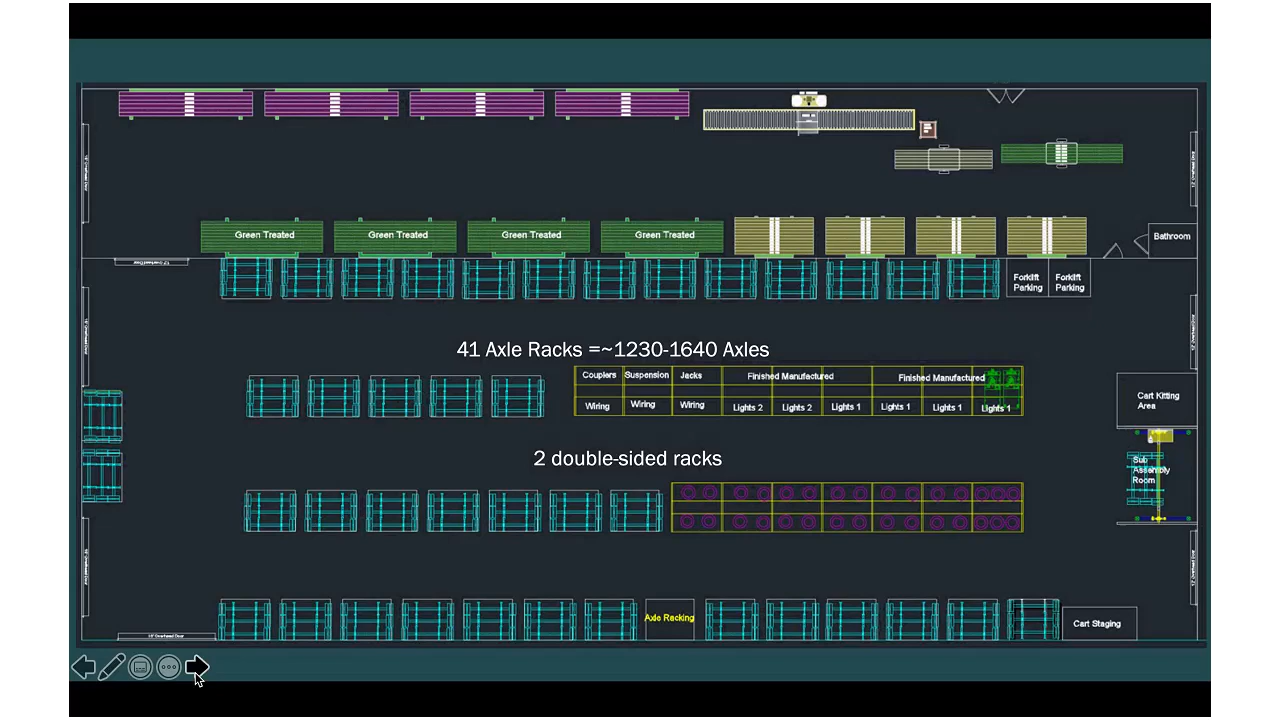 Green Treated
Green Treated
Green Treated
Green Treated
Bathroom
Forklift
Parking
Forklift
Parking
41 Axle Racks =~1230-1640 Axles
Couplers
Suspension
Jacks
Finished Manufactured
Finished Manufactured
Wiring
Wiring
Wiring
Lights 2
Lights 2
Lights 1
Lights 1
Lights 1
Lights 1
Cart Kitting
Area
2 double-sided racks
Sub
Assembly
Room
Axle Racking
Cart Staging